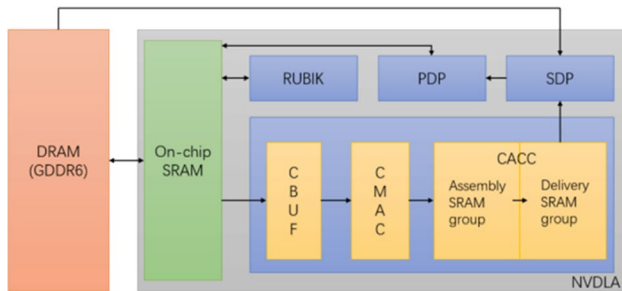 DRAM
(GDDR6)
On-chip
SRAM
RUBIK
PDP
SDP
C
B
U
F
C
M
A
C
CACC
Assembly
SRAM
group
Delivery
SRAM
group
NVDLA